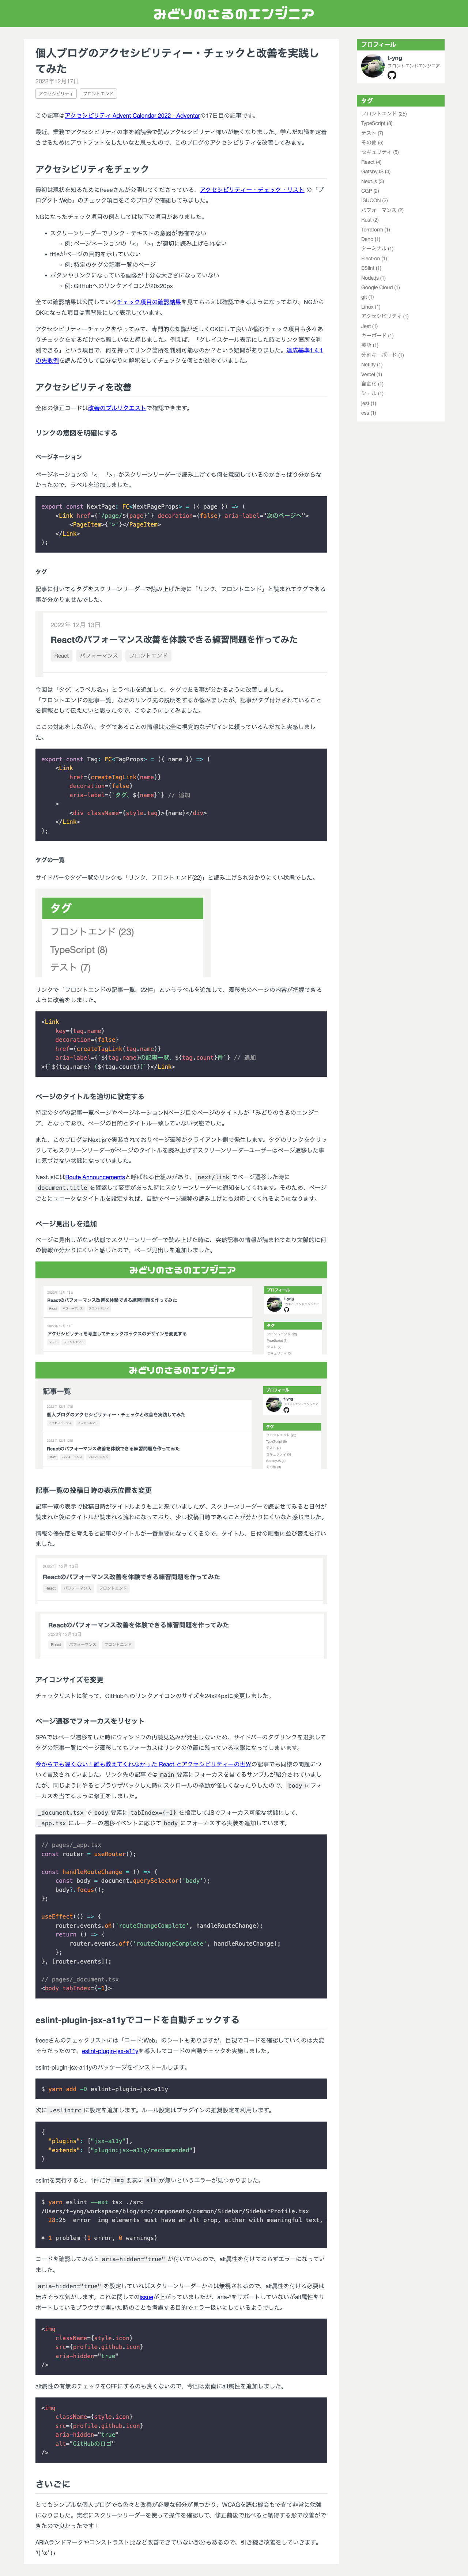 みどりのさるのエンジニア
個人ブログのアクセシビリティー・チェックと改善を実践し
てみた
2022年12月17日
アクセシビリティ
フロントエンド
この記事はアクセシビリティ Advent Calendar 2022 - Adventarの17日目の記事です。
最近、業務でアクセシビリティの本を輪読会で読みアクセシビリティ怖いが無くなりました。学んだ知識を定着
させるためにアウトプットをしたいなと思ったので、このブログのアクセシビリティを改善してみます。
アクセシビリティをチェック
最初は現状を知るためにfreeeさんが公開してくださっている、アクセシビリティー・チェック・リスト の「プ
ロダクト:Web」のチェック項目をこのブログで確認してみました。
NGになったチェック項目の例としては以下の項目がありました。
スクリーンリーダーでリンク・テキストの意図が明確でない
例: ページネーションの「<」「>」が適切に読み上げられない
titleがページの目的を示していない
例: 特定のタグの記事一覧のページ
ボタンやリンクになっている画像が十分な大きさになっていない
例: GitHubへのリンクアイコンが20x20px
全ての確認結果は公開しているチェック項目の確認結果を見てもらえば確認できるようになっており、NGから
OKになった項目は青背景にして表示しています。
アクセシビリティーチェックをやってみて、専門的な知識が乏しくOKにして良いか悩むチェック項目も多々あ
り、初見だとチェックするだけでも難しいなと感じました。例えば、「グレイスケール表示にした時にリンク箇所を判
別できる」という項目で、何を持ってリンク箇所を判別可能なのか？という疑問がありました。達成基準1.4.1
の失敗例を読んだりして自分なりに解釈をしてチェックを何とか進めていました。
アクセシビリティを改善
全体の修正コードは改善のプルリクエストで確認できます。
リンクの意図を明確にする
ページネーション
ページネーションの「<」「>」がスクリーンリーダーで読み上げても何を意図しているのかさっぱり分からな
かったので、ラベルを追加しました。
export const NextPage: FC<NextPageProps> = ({ page }) => (
<Link href={`/page/${page}`} decoration={false} aria-label="次のページへ">
<PageItem>{'>'}</PageItem>
</Link>
);
タグ
記事に付いてるタグをスクリーンリーダーで読み上げた時に「リンク、フロントエンド」と読まれてタグである
事が分かりませんでした。
2022年 12月 13日
Reactのパフォーマンス改善を体験できる練習問題を作ってみた
React
パフォーマンス
フロントエンド
今回は「タグ、<ラベル名>」とラベルを追加して、タグである事が分かるように改善しました。
「フロントエンドの記事一覧」などのリンク先の説明をするか悩みましたが、記事がタグ付けされていること
を情報として伝えたいと思ったので、このようにしてみました。
ここの対応をしながら、タグであることの情報は完全に視覚的なデザインに頼っているんだなと実感しまし
た。
export const Tag: FC<TagProps> = ({ name }) => (
<Link
href={createTagLink(name)}
decoration={false}
aria-label={`タグ、${name}`} // 追加
>
<div className={style.tag}>{name}</div>
</Link>
);
タグの一覧
サイドバーのタグ一覧のリンクも「リンク、フロントエンド(22)」と読み上げられ分かりにくい状態でした。
タグ
フロントエンド (23)
TypeScript (8)
テスト (7)
リンクで「フロントエンドの記事一覧、22件」というラベルを追加して、遷移先のページの内容が把握できる
ように改善をしました。
<Link
key={tag.name}
decoration={false}
href={createTagLink(tag.name)}
aria-label={`${tag.name}の記事一覧、${tag.count}件`} // 追加
>{`${tag.name} (${tag.count})`}</Link>
ページのタイトルを適切に設定する
特定のタグの記事一覧ページやページネーションNページ目のページのタイトルが「みどりのさるのエンジニ
ア」となっており、ページの目的とタイトル一致していない状態でした。
また、このブログはNext.jsで実装されておりページ遷移がクライアント側で発生します。タグのリンクをクリッ
クしてもスクリーンリーダーがページのタイトルを読み上げずスクリーンリーダーユーザーはページ遷移した事
に気づけない状態なっていました。
Next.jsにはRoute Announcementsと呼ばれる仕組みがあり、 next/link でページ遷移した時に
document.title を確認して変更があった時にスクリーンリーダーに通知をしてくれます。そのため、ページ
ごとにユニークなタイトルを設定すれば、自動でページ遷移の読み上げにも対応してくれるようになります。
ページ見出しを追加
ページに見出しがない状態でスクリーンリーダーで読み上げた時に、突然記事の情報が読まれており文脈的に何
の情報か分かりにくいと感じたので、ページ見出しを追加しました。
みどりのさるのエンジニア
Reactのパフォーマンス改善を体験できる練習問題を作ってみた
アクセシビリティを考慮してチェックボックスのデザインを変更する
プロフィール
t-yng
タグ
みどりのさるのエンジニア
記事一覧
個人ブログのアクセシビリティー・チェックと改善を実践してみた
Reactのパフォーマンス改善を体験できる練習問題を作ってみた
プロフィール
t-yng
タグ
記事一覧の投稿日時の表示位置を変更
記事一覧の表示で投稿日時がタイトルよりも上に来ていましたが、スクリーンリーダーで読ませてみると日付が
読まれた後にタイトルが読まれる流れになっており、少し投稿日時であることが分かりにくいなと感じました。
情報の優先度を考えると記事のタイトルが一番重要になってくるので、タイトル、日付の順番に並び替えを行い
ました。
2022年 12月 13日
Reactのパフォーマンス改善を体験できる練習問題を作ってみた
React
パフォーマンス
フロントエンド
Reactのパフォーマンス改善を体験できる練習問題を作ってみた
2022年12月13日
React
パフォーマンス
フロントエンド
アイコンサイズを変更
チェックリストに従って、GitHubへのリンクアイコンのサイズを24x24pxに変更しました。
ページ遷移でフォーカスをリセット
SPAではページ遷移をした時にウィンドウの再読見込みが発生しないため、サイドバーのタグリンクを選択して
タグの記事一覧にページ遷移してもフォーカスはリンクの位置に残っている状態になってしまいます。
今からでも遅くない！誰も教えてくれなかった React とアクセシビリティーの世界の記事でも同様の問題につい
て言及がされていました。リンク先の記事では main 要素にフォーカスを当てるサンプルが紹介されていまし
たが、同じようにやるとブラウザバックした時にスクロールの挙動が怪しくなったりしたので、 body にフォー
カスを当てるように修正をしました。
_document.tsx で body 要素に tabIndex={-1} を指定してJSでフォーカス可能な状態にして、
_app.tsx にルーターの遷移イベントに応じて body にフォーカスする実装を追加しています。
// pages/_app.tsx
const router = useRouter();
const handleRouteChange = () => {
const body = document.querySelector('body');
body?.focus();
};
useEffect(() => {
router.events.on('routeChangeComplete', handleRouteChange);
return () => {
router.events.off('routeChangeComplete', handleRouteChange);
};
}, [router.events]);
// pages/_document.tsx
<body tabIndex={-1}>
eslint-plugin-jsx-a11yでコードを自動チェックする
freeeさんのチェックリストには「コード:Web」のシートもありますが、目視でコードを確認していくのは大変
そうだったので、eslint-plugin-jsx-a11yを導入してコードの自動チェックを実施しました。
eslint-plugin-jsx-a11yのパッケージをインストールします。
$ yarn add -D eslint-plugin-jsx-a11y
次に .eslintrc に設定を追加します。ルール設定はプラグインの推奨設定を利用します。
{
"plugins": ["jsx-a11y"],
"extends": ["plugin:jsx-a11y/recommended"]
}
eslintを実行すると、1件だけ img 要素に alt が無いというエラーが見つかりました。
$ yarn eslint --ext tsx ./src
/Users/t-yng/workspace/blog/src/components/common/Sidebar/SidebarProfile.tsx
28:25 error img elements must have an alt prop, either with meaningful text,
✖ 1 problem (1 error, 0 warnings)
コードを確認してみると aria-hidden="true" が付いているので、alt属性を付けておらずエラーになってい
ました。
aria-hidden="true" を設定していればスクリーンリーダーからは無視されるので、alt属性を付ける必要は
無さそうな気がします。これに関してのissueが上がっていましたが、aria-*をサポートしていないがalt属性をサ
ポートしているブラウザで開いた時のことも考慮する目的でエラー扱いにしているようでした。
<img
className={style.icon}
src={profile.github.icon}
aria-hidden="true"
/>
alt属性の有無のチェックをOFFにするのも良くないので、今回は素直にalt属性を追加しました。
<img
className={style.icon}
src={profile.github.icon}
aria-hidden="true"
alt="GitHubのロゴ"
/>
さいごに
とてもシンプルな個人ブログでも色々と改善が必要な部分が見つかり、WCAGを読む機会もできて非常に勉強
になりました。実際にスクリーンリーダーを使って操作を確認して、修正前後で比べると納得する形で改善がで
きたので良かったです！
ARIAランドマークやコンストラスト比など改善できていない部分もあるので、引き続き改善をしていきます。
٩( 'ω' )و
プロフィール
t-yng
フロントエンドエンジニア
タグ
フロントエンド (25)
TypeScript (8)
テスト (7)
その他 (5)
セキュリティ (5)
React (4)
GatsbyJS (4)
Next.js (3)
CGP (2)
ISUCON (2)
パフォーマンス (2)
Rust (2)
Terraform (1)
Deno (1)
ターミナル (1)
Electron (1)
ESlint (1)
Node.js (1)
Google Cloud (1)
git (1)
Linux (1)
アクセシビリティ (1)
Jest (1)
キーボード (1)
英語 (1)
分割キーボード (1)
Netlify (1)
Vercel (1)
自動化 (1)
シェル (1)
jest (1)
css (1)